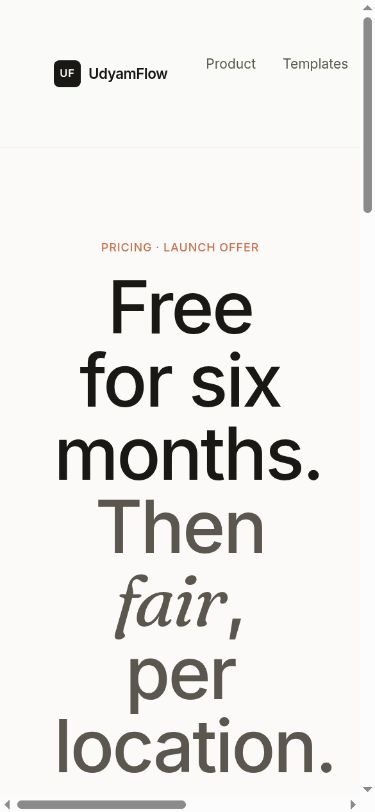 UF UdyamFlow Product Templates
PRICING · LAUNCH OFFER
Free
for six
months.
Then
fair,
per
location.